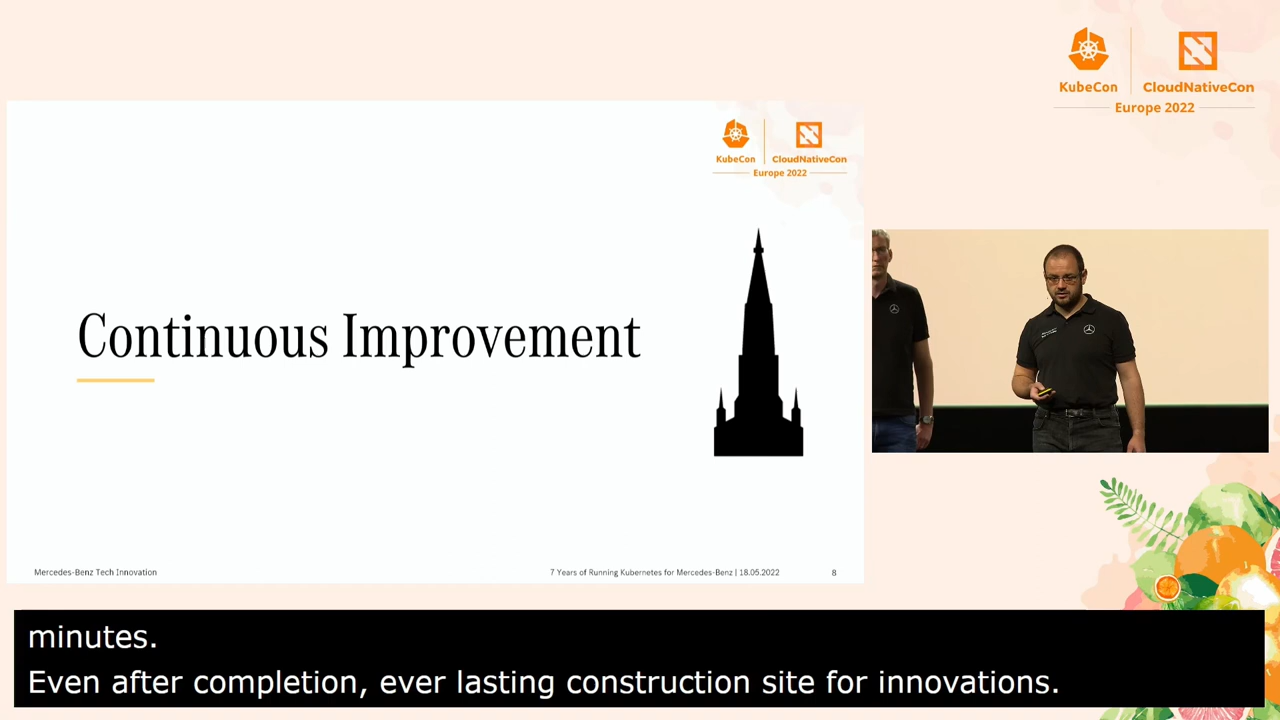 KubeCon
CloudNativeCon
Europe 2022
KubeCon
CloudNativeCon
Europe 2022
Continuous Improvement
Mercedes-Benz Tech Innovation
7 Years of Running Kubernetes for Mercedes-Benz | 18.05.2022
8
minutes.
Even after completion, ever lasting construction site for innovations.